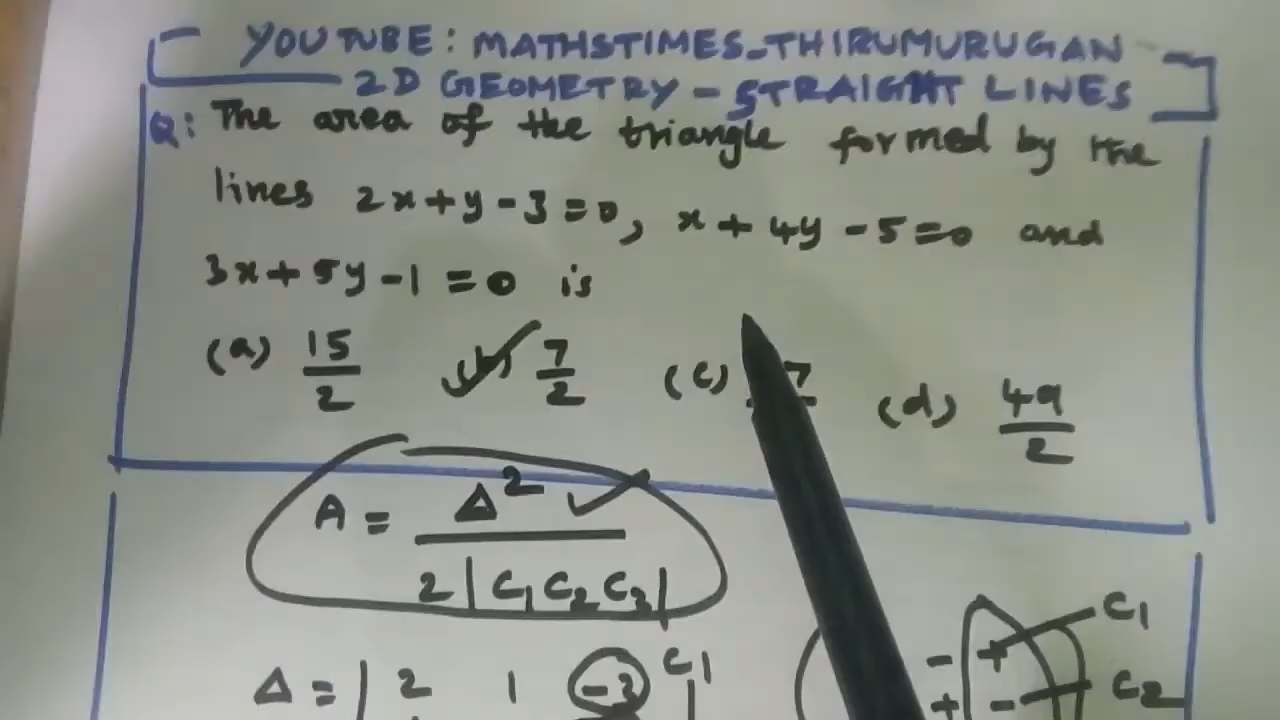 YOUTUBE: MATHSTIMES_THIRUMURUGAN
2D GEOMETRY - STRAIGHT LINES
Q: The area of the triangle formed by the
lines 2x+y-3=0, x+4y-5=0 and
3x+5y-1=0 is
(a) 15/2 (b) 7/2 (c) 7 (d) 49/2
A = Δ²/2|C₁C₂C₃|
Δ = | 2 1 -3 C₁
- + C₁
+ - C₂